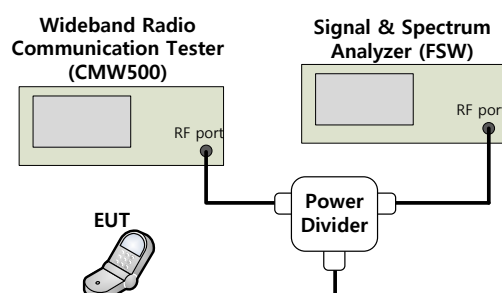 Wideband Radio
Communication Tester
(CMW500)
Signal & Spectrum
Analyzer (FSW)
RF port
RF port
Power
Divider
EUT